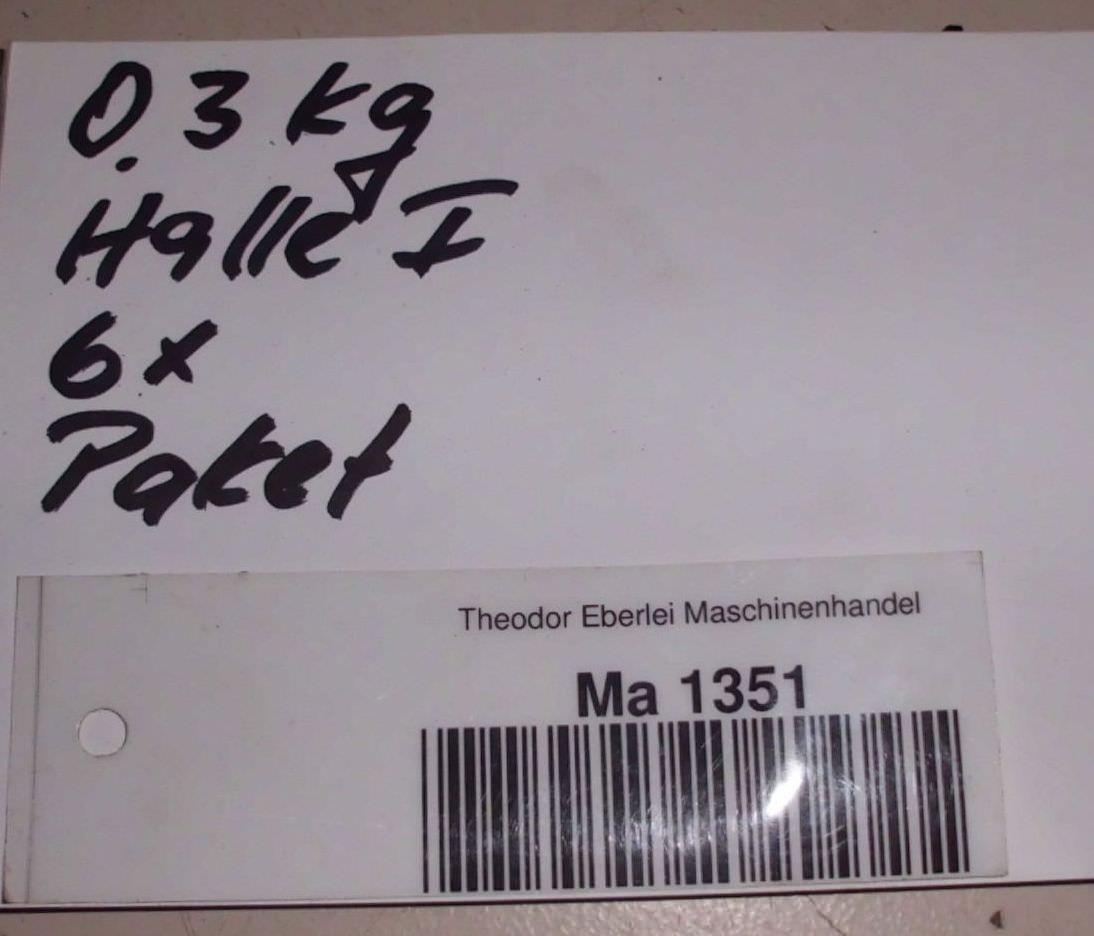 0.3 kg
Halle I
6x
Paket
Theodor Eberlei Maschinenhandel
Ma 1351